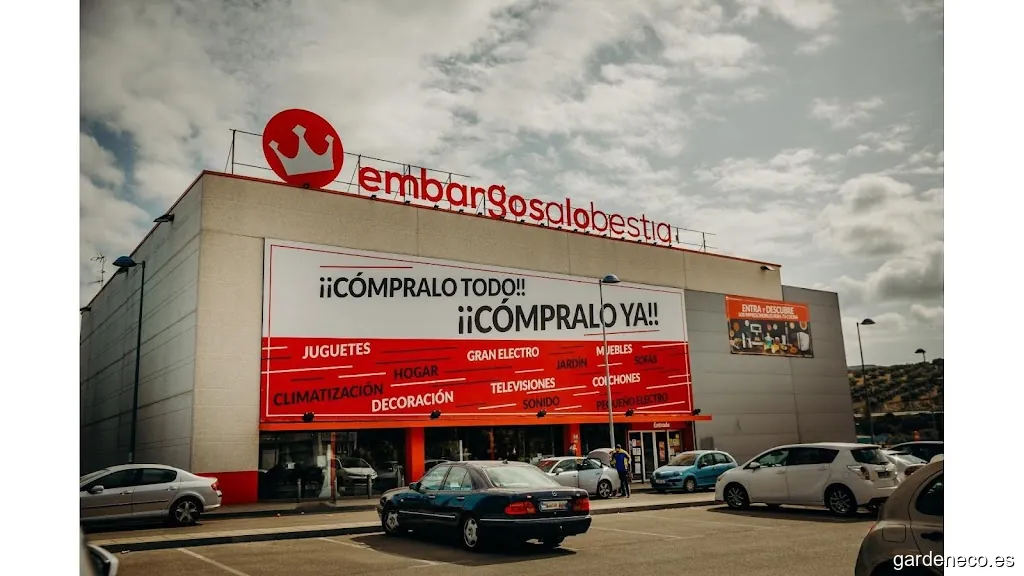 embargosalobestia
¡¡CÓMPRALO TODO!!
¡¡CÓMPRALO YA!!
JUGUETES
GRAN ELECTRO
MUEBLES
HOGAR
JARDÍN
SOFAS
CLIMATIZACIÓN
TELEVISIONES
COLCHONES
DECORACIÓN
SONIDO
PEQUEÑO ELECTRO
ENTRA Y DESCUBRE
Entrada
gardeneco.es